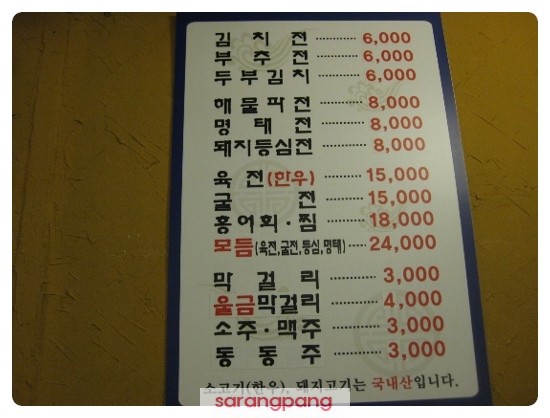 김치전 ············ 6,000
부추전 ············ 6,000
두부김치 ············ 6,000
해물파전 ············ 8,000
명태전 ············ 8,000
돼지등심전 ············ 8,000
육전(한우) ············ 15,000
굴전 ············ 15,000
홍어회·찜 ············ 18,000
모듬(육전,굴전,등심,명태) ····· 24,000
막걸리 ············ 3,000
울금막걸리 ············ 4,000
소주·맥주 ············ 3,000
동동주 ············ 3,000
소고기(한우), 돼지고기는 국내산입니다.
sarangpang